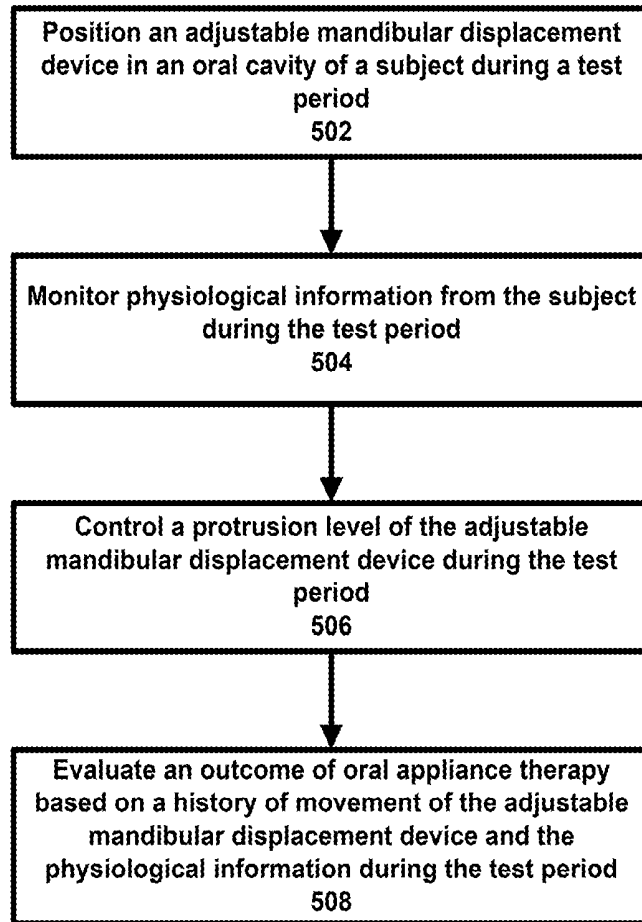 Position an adjustable mandibular displacement
device in an oral cavity of a subject during a test
period
502
Monitor physiological information from the subject
during the test period
504
Control a protrusion level of the adjustable
mandibular displacement device during the test
period
506
Evaluate an outcome of oral appliance therapy
based on a history of movement of the adjustable
mandibular displacement device and the
physiological information during the test period
508